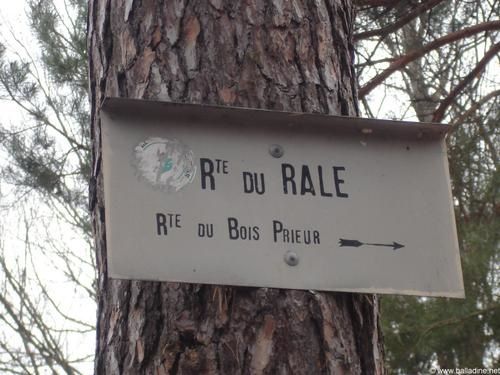 Rte DU RALE
Rte DU BOIS PRIEUR
© www.balladine.net